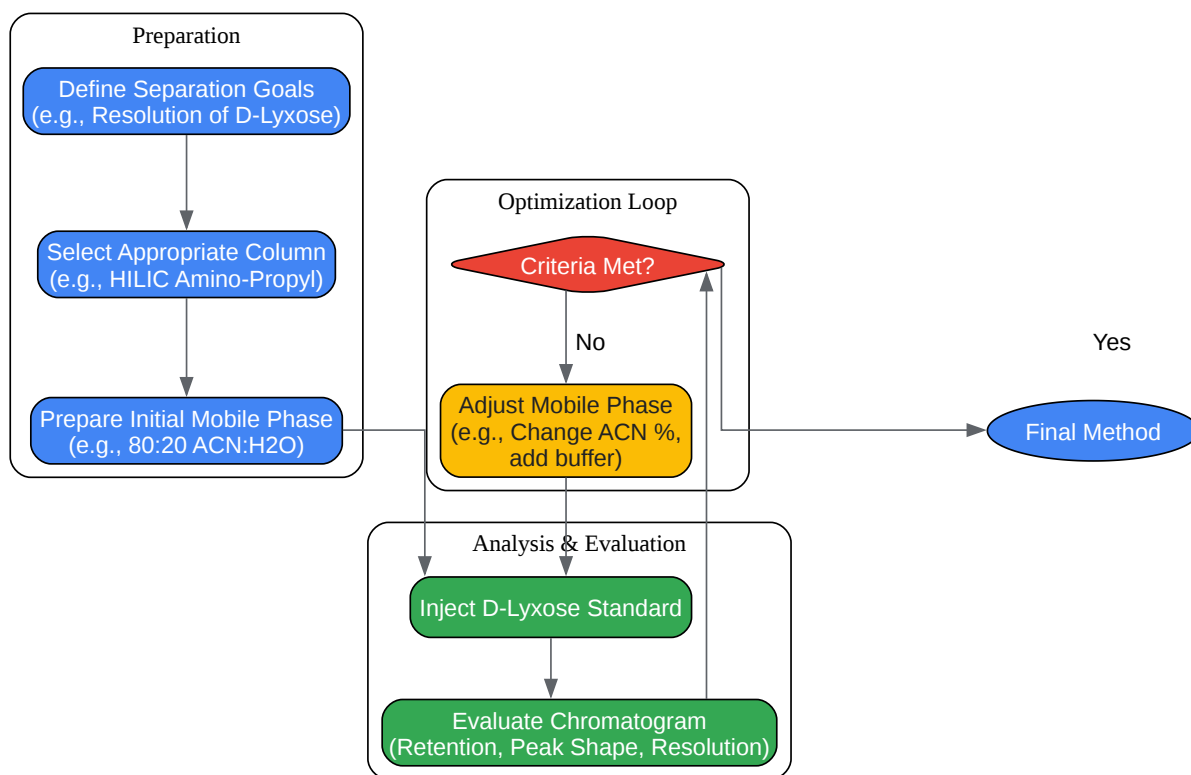 Preparation
Define Separation Goals
(e.g., Resolution of D-Lyxose)
Select Appropriate Column
(e.g., HILIC Amino-Propyl)
Prepare Initial Mobile Phase
(e.g., 80:20 ACN:H2O)
Optimization Loop
Criteria Met?
No
Yes
Adjust Mobile Phase
(e.g., Change ACN %,
add buffer)
Final Method
Analysis & Evaluation
Inject D-Lyxose Standard
Evaluate Chromatogram
(Retention, Peak Shape, Resolution)